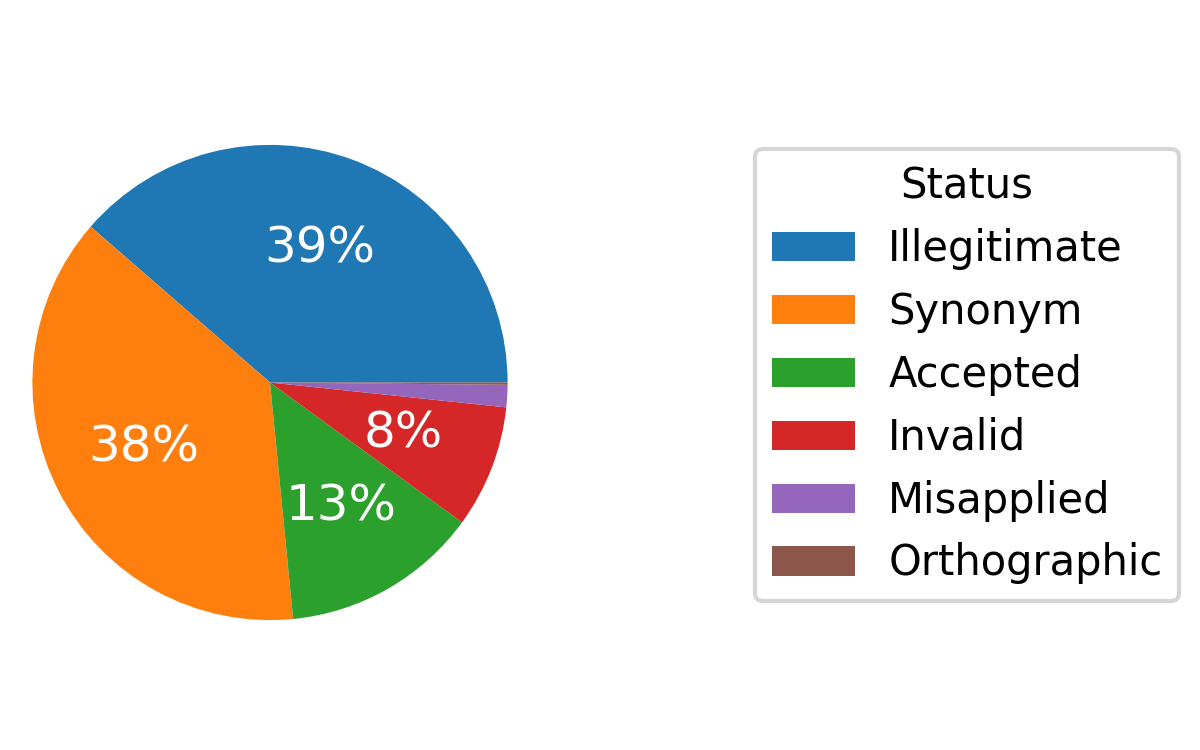 39%
38%
13%
8%
Status
Illegitimate
Synonym
Accepted
Invalid
Misapplied
Orthographic